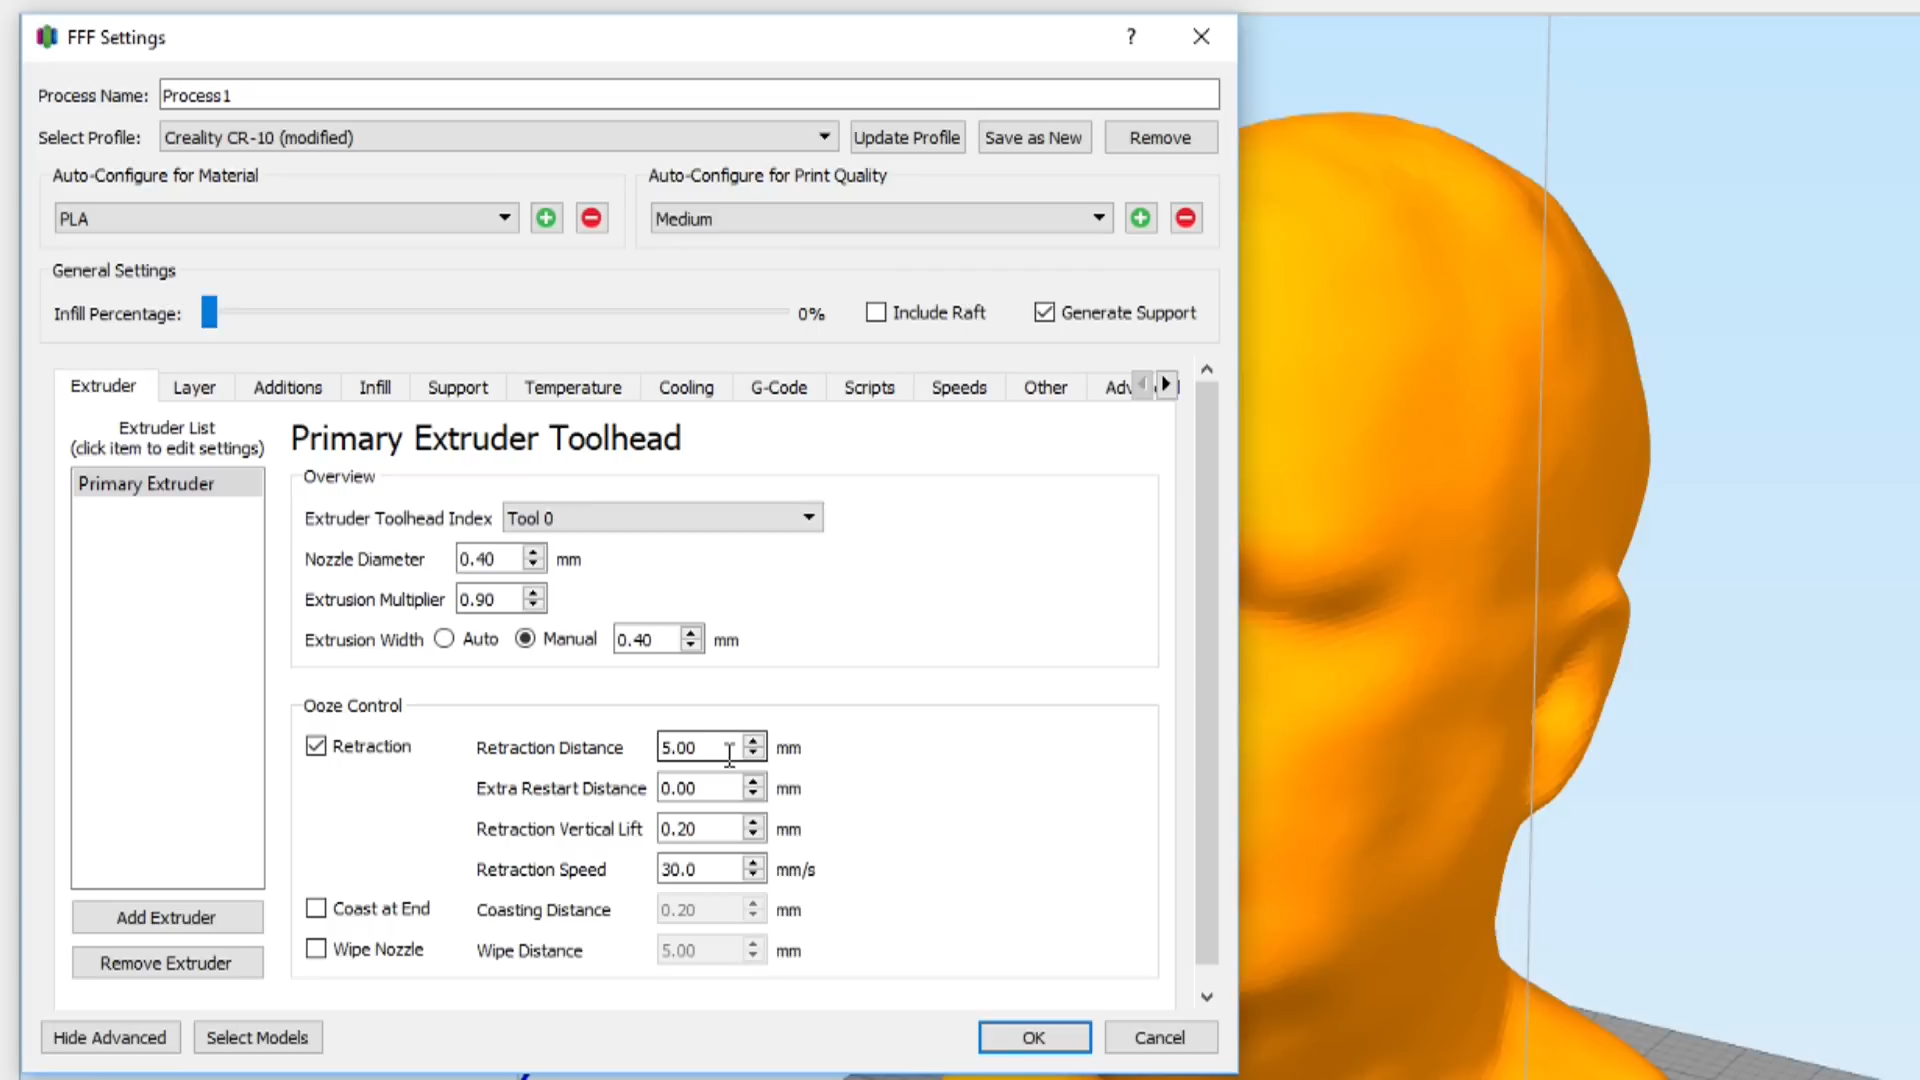 FFF Settings
?
Process Name: Process1
Select Profile: Creality CR-10 (modified) Update Profile Save as New Remove
Auto-Configure for Material Auto-Configure for Print Quality
PLA Medium
General Settings
Infill Percentage: 0% Include Raft Generate Support
Extruder Layer Additions Infill Support Temperature Cooling G-Code Scripts Speeds Other
Extruder List
(click item to edit settings)
Primary Extruder
Add Extruder
Remove Extruder
Primary Extruder Toolhead
Overview
Extruder Toolhead Index Tool 0
Nozzle Diameter 0.40 mm
Extrusion Multiplier 0.90
Extrusion Width Auto Manual 0.40 mm
Ooze Control
Retraction Retraction Distance 5.00 mm
Extra Restart Distance 0.00 mm
Retraction Vertical Lift 0.20 mm
Retraction Speed 30.0 mm/s
Coast at End Coasting Distance 0.20 mm
Wipe Nozzle Wipe Distance 5.00 mm
Hide Advanced Select Models OK Cancel